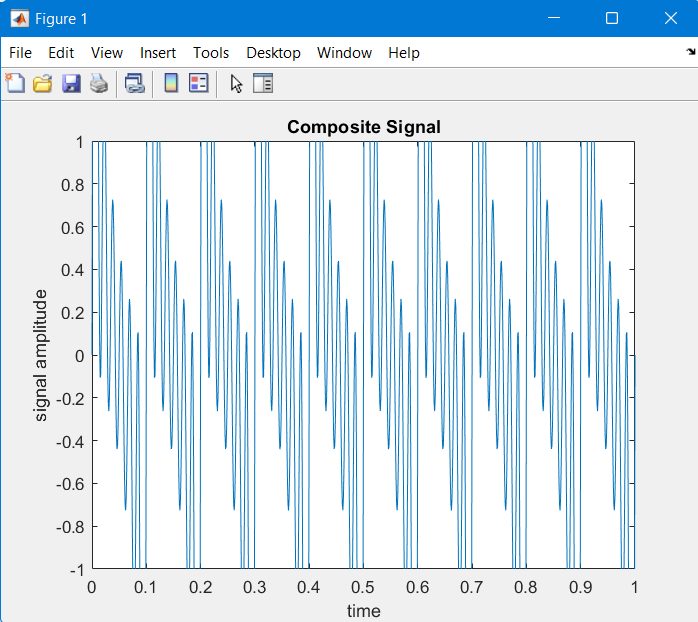 Figure 1
File Edit View Insert Tools Desktop Window Help
Composite Signal
1
0.8
0.6
0.4
0.2
0
-0.2
-0.4
-0.6
-0.8
-1
signal amplitude
0 0.1 0.2 0.3 0.4 0.5 0.6 0.7 0.8 0.9 1
time